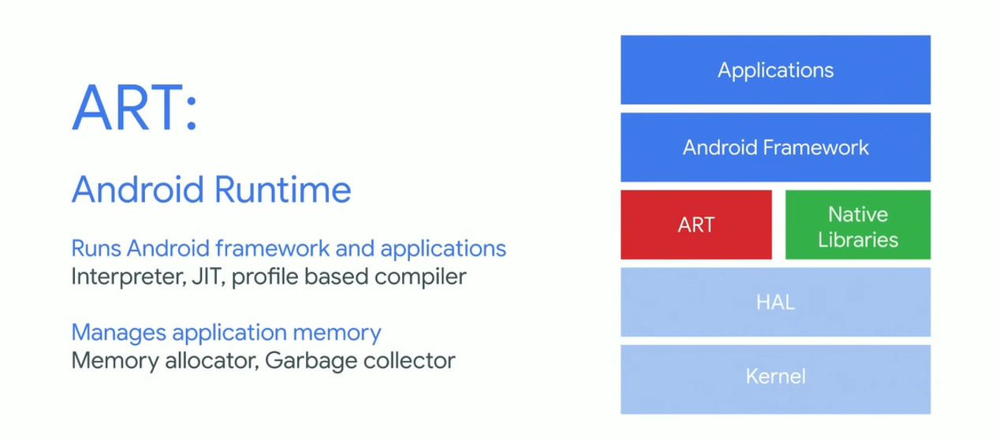 ART:
Android Runtime
Runs Android framework and applications
Interpreter, JIT, profile based compiler
Manages application memory
Memory allocator, Garbage collector
Applications
Android Framework
ART
Native
Libraries
HAL
Kernel